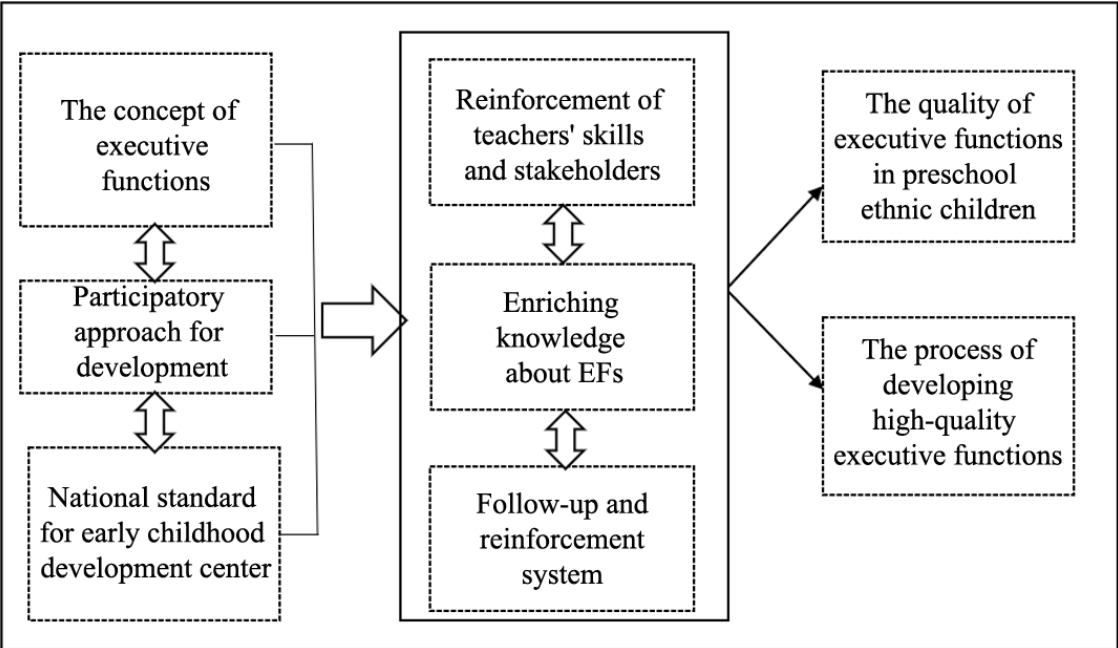 The concept of
executive
functions
Participatory
approach for
development
National standard
for early childhood
development center
Reinforcement of
teachers' skills
and stakeholders
Enriching
knowledge
about EFs
Follow-up and
reinforcement
system
The quality of
executive functions
in preschool
ethnic children
The process of
developing
high-quality
executive functions